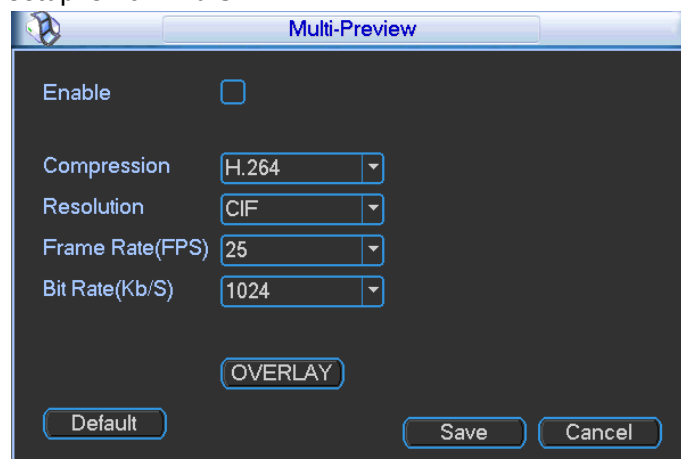 Multi-Preview
Enable
Compression H.264
Resolution CIF
Frame Rate(FPS) 25
Bit Rate(Kb/S) 1024
OVERLAY
Default Save Cancel